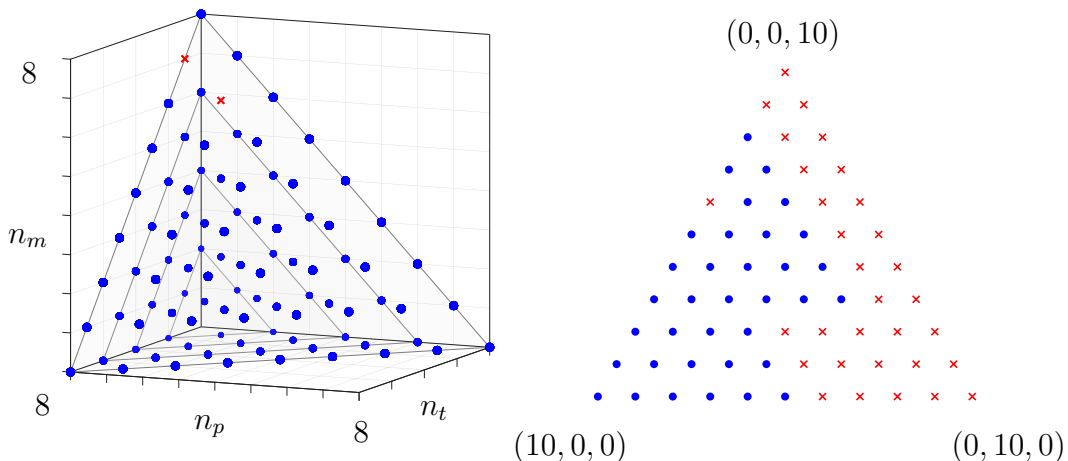 8
n_m
8
n_p
8
n_t
(0, 0, 10)
(10, 0, 0)
(0, 10, 0)